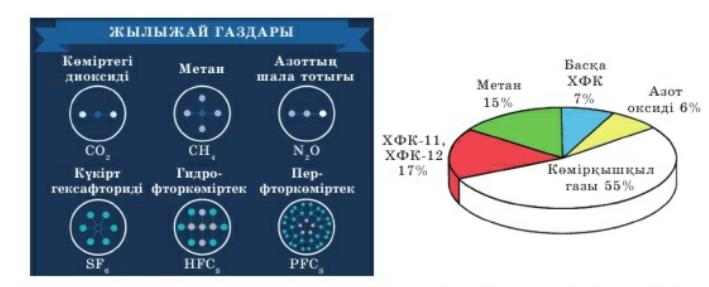 ЖЫЛЫЖАЙ ГАЗДАРЫ
Көміртегі
диоксиді
CO2
Метан
CH4
Азоттың
шала тотығы
N2O
Күкірт
гексафториді
SF6
Гидро-
фторкөміртек
HFCs
Пер-
фторкөміртек
PFCs
Метан
15%
Басқа
ХФК
7%
Азот
оксиді 6%
ХФК-11,
ХФК-12
17%
Көмірқышқыл
газы 55%